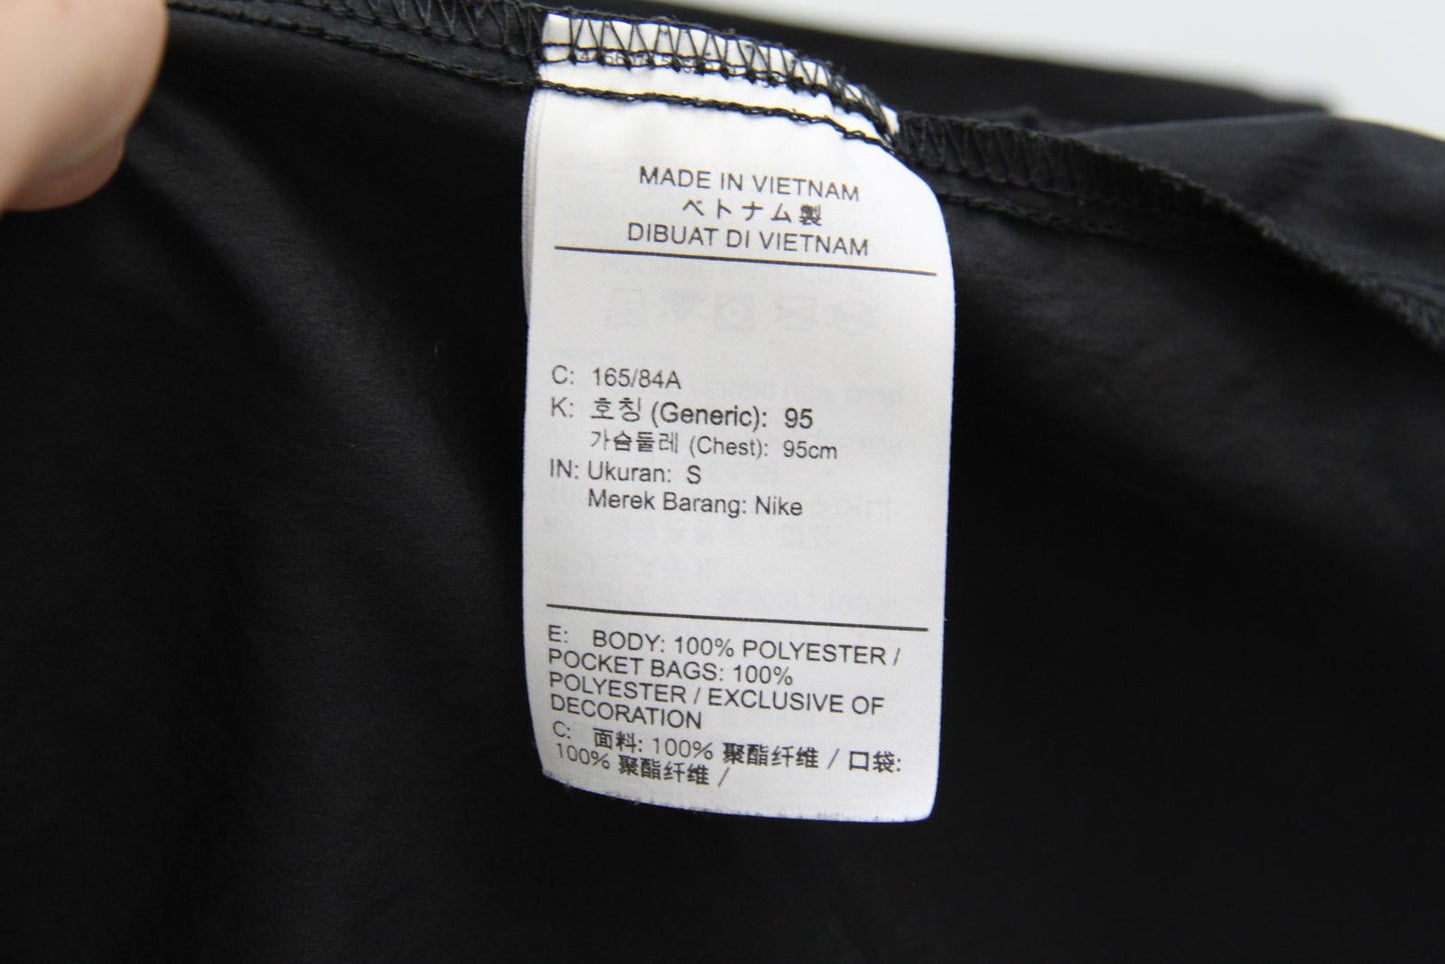 MADE IN VIETNAM
ベトナム製
DIBUAT DI VIETNAM
C: 165/84A
K: 호칭 (Generic): 95
가슴둘레 (Chest): 95cm
IN: Ukuran: S
Merek Barang: Nike
E: BODY: 100% POLYESTER /
POCKET BAGS: 100%
POLYESTER / EXCLUSIVE OF
DECORATION
C: 面料: 100% 聚酯纤维 / 口袋:
100% 聚酯纤维 /